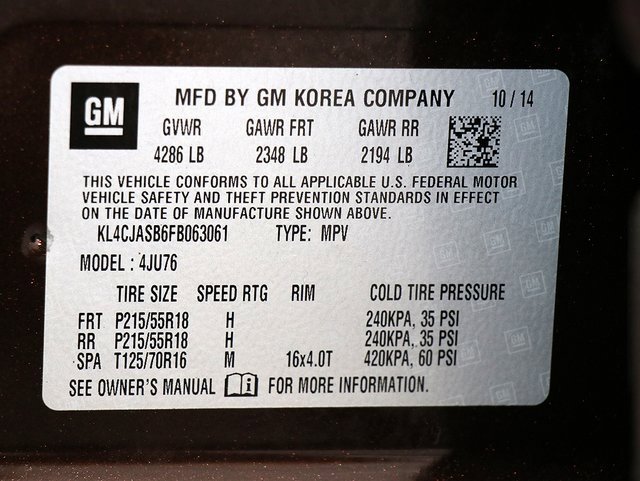 GM
MFD BY GM KOREA COMPANY 10 / 14
GVWR GAWR FRT GAWR RR
4286 LB 2348 LB 2194 LB
THIS VEHICLE CONFORMS TO ALL APPLICABLE U.S. FEDERAL MOTOR
VEHICLE SAFETY AND THEFT PREVENTION STANDARDS IN EFFECT
ON THE DATE OF MANUFACTURE SHOWN ABOVE.
KL4CJASB6FB063061 TYPE: MPV
MODEL : 4JU76
TIRE SIZE SPEED RTG RIM COLD TIRE PRESSURE
FRT P215/55R18 H 240KPA, 35 PSI
RR P215/55R18 H 240KPA, 35 PSI
SPA T125/70R16 M 16x4.0T 420KPA, 60 PSI
SEE OWNER'S MANUAL i FOR MORE INFORMATION.